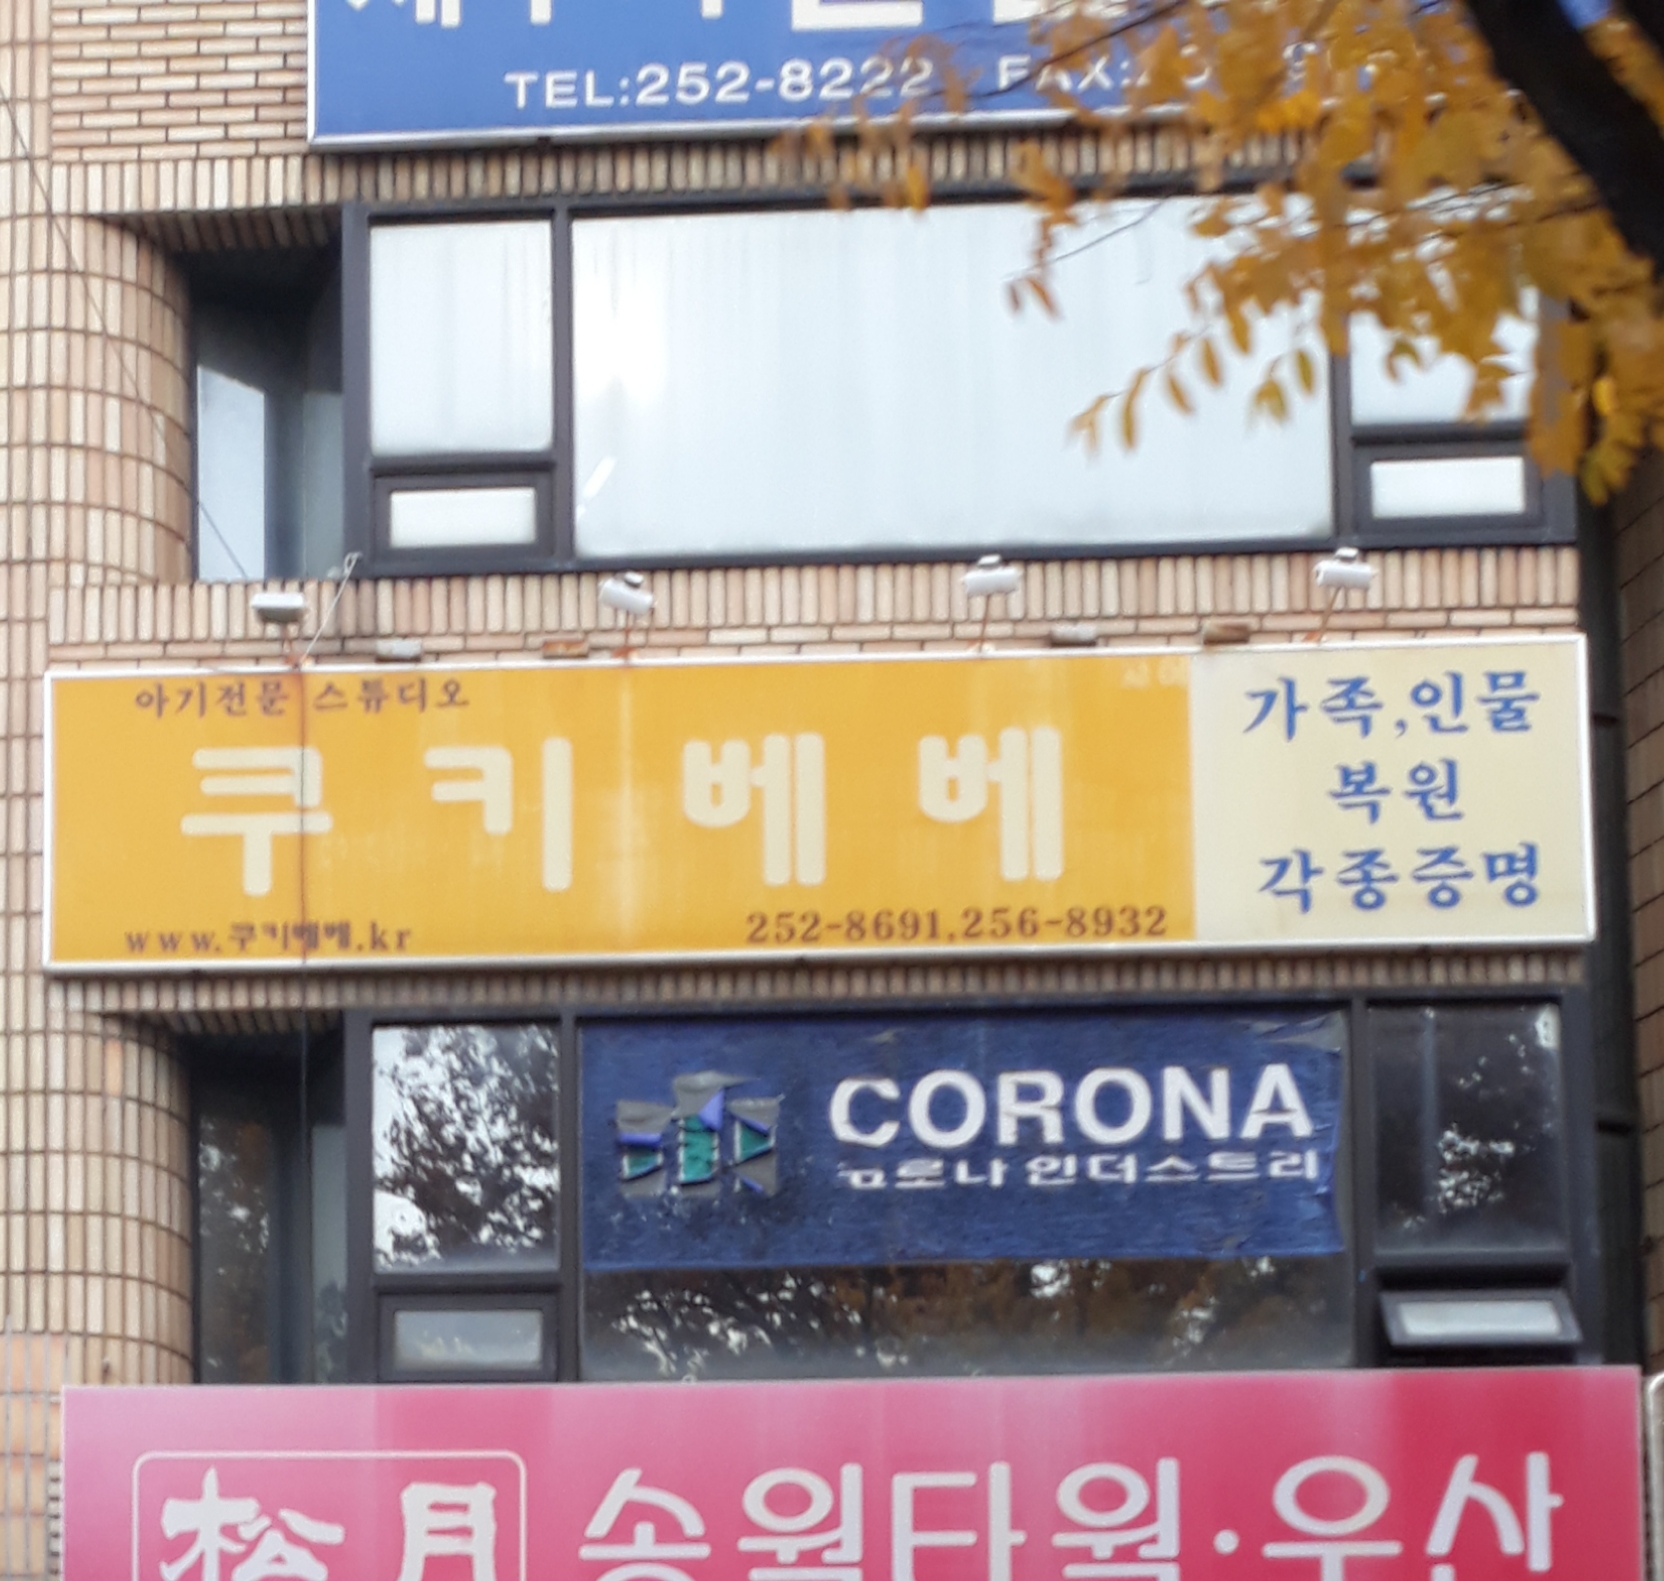 TEL:252-8222 FAX:
아기전문 스튜디오
쿠키베베
www.쿠키베베.kr
252-8691,256-8932
가족,인물
복원
각종증명
CORONA
코로나 인더스트리
松月 송월타월·우산